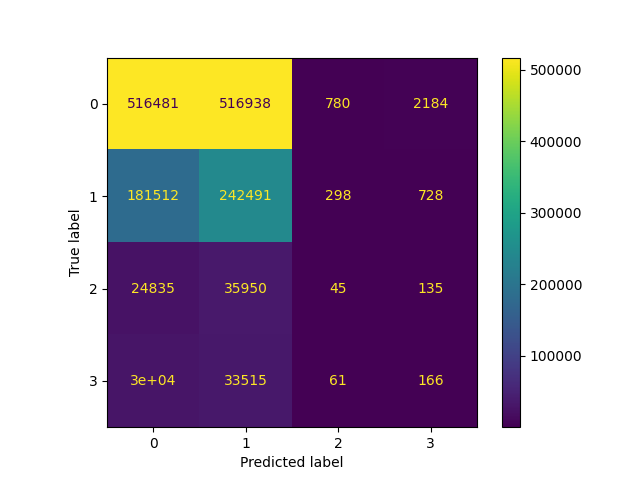 0 516481 516938 780 2184 500000
400000
1 181512 242491 298 728 300000
True label
2 24835 35950 45 135 200000
3 3e+04 33515 61 166 100000
0 1 2 3
Predicted label